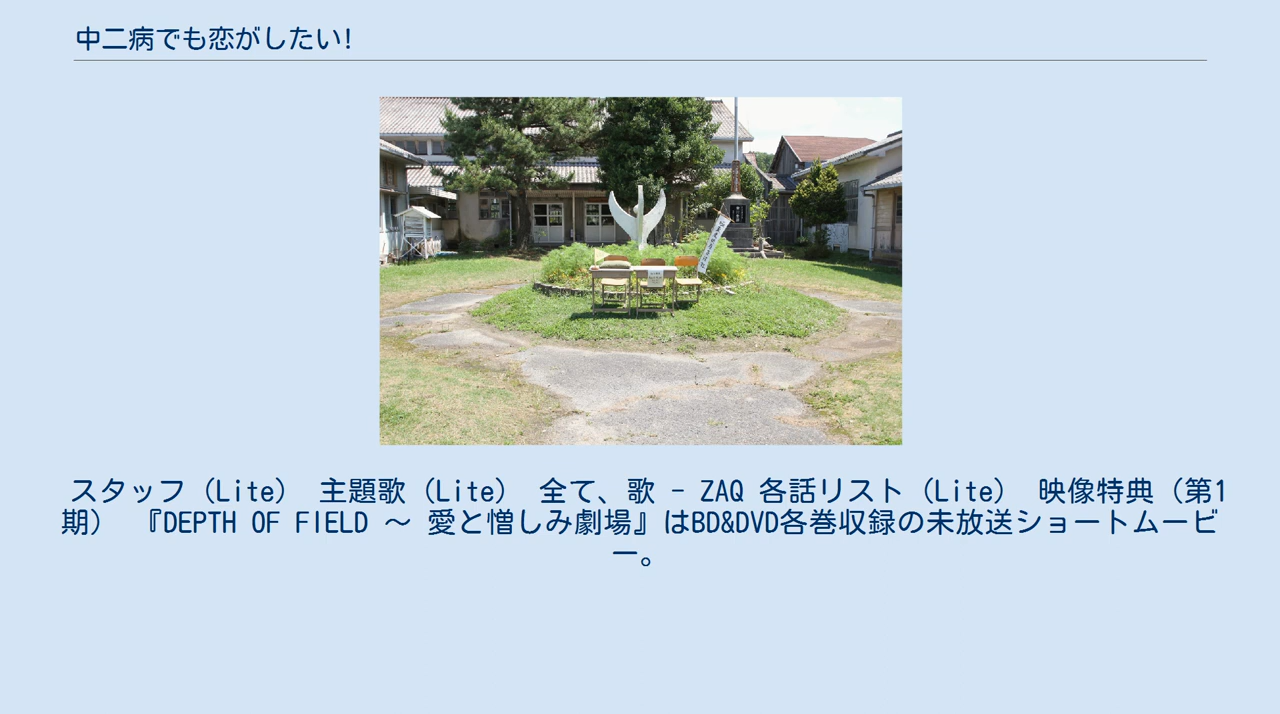 中二病でも恋がしたい!
スタッフ（Lite） 主題歌（Lite） 全て、歌 - ZAQ 各話リスト（Lite） 映像特典（第1
期） 『DEPTH OF FIELD 〜 愛と憎しみ劇場』はBD&DVD各巻収録の未放送ショートムービ
ー。